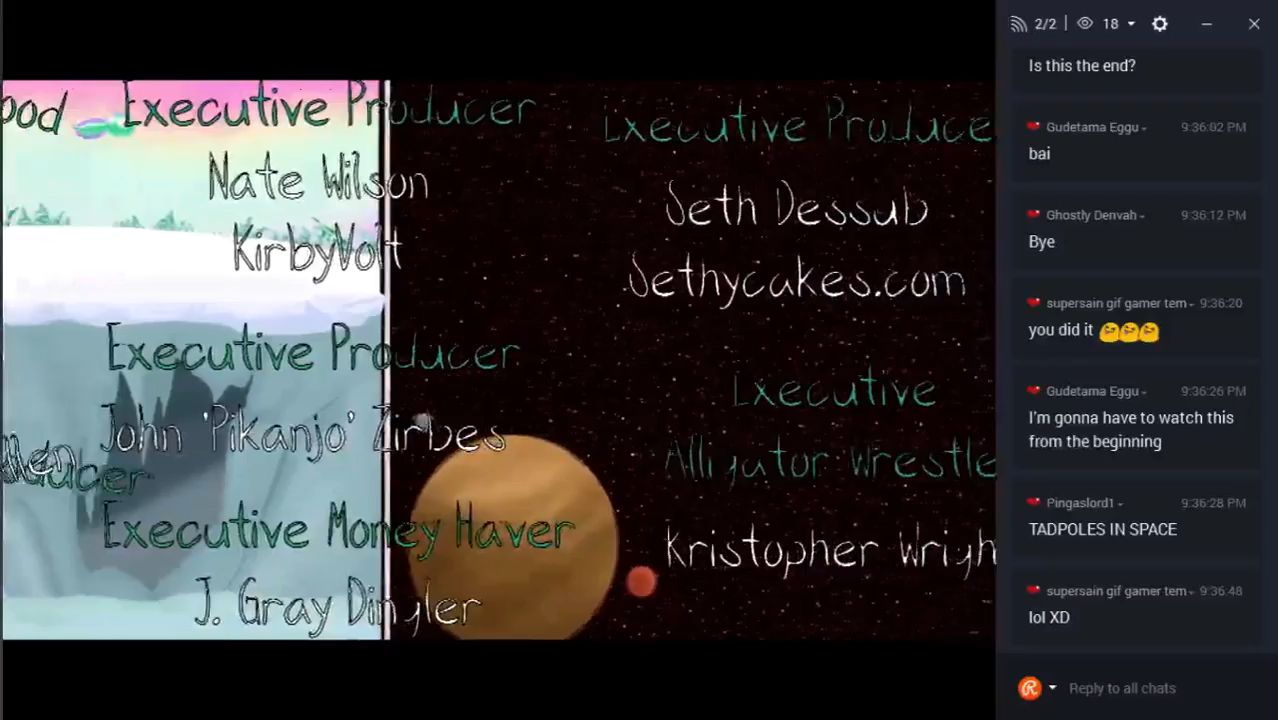 ood
Executive Producer
Nate Wilson
KirbyVolt
Executive Producer
John 'Pikanjo' Zirbes
Executive Money Haver
J. Gray Dingler
Executive Produce
Seth Dessub
Sethycakes.com
Executive
Alligator Wrestle
Kristopher Wrigh
2/2
18
Is this the end?
Gudetama Eggu
9:36:02 PM
bai
Ghostly Denvah
9:36:12 PM
Bye
supersain gif gamer tem
9:36:20
you did it
Gudetama Eggu
9:36:26 PM
I'm gonna have to watch this
from the beginning
Pingaslord1
9:36:28 PM
TADPOLES IN SPACE
supersain gif gamer tem
9:36:48
lol XD
Reply to all chats